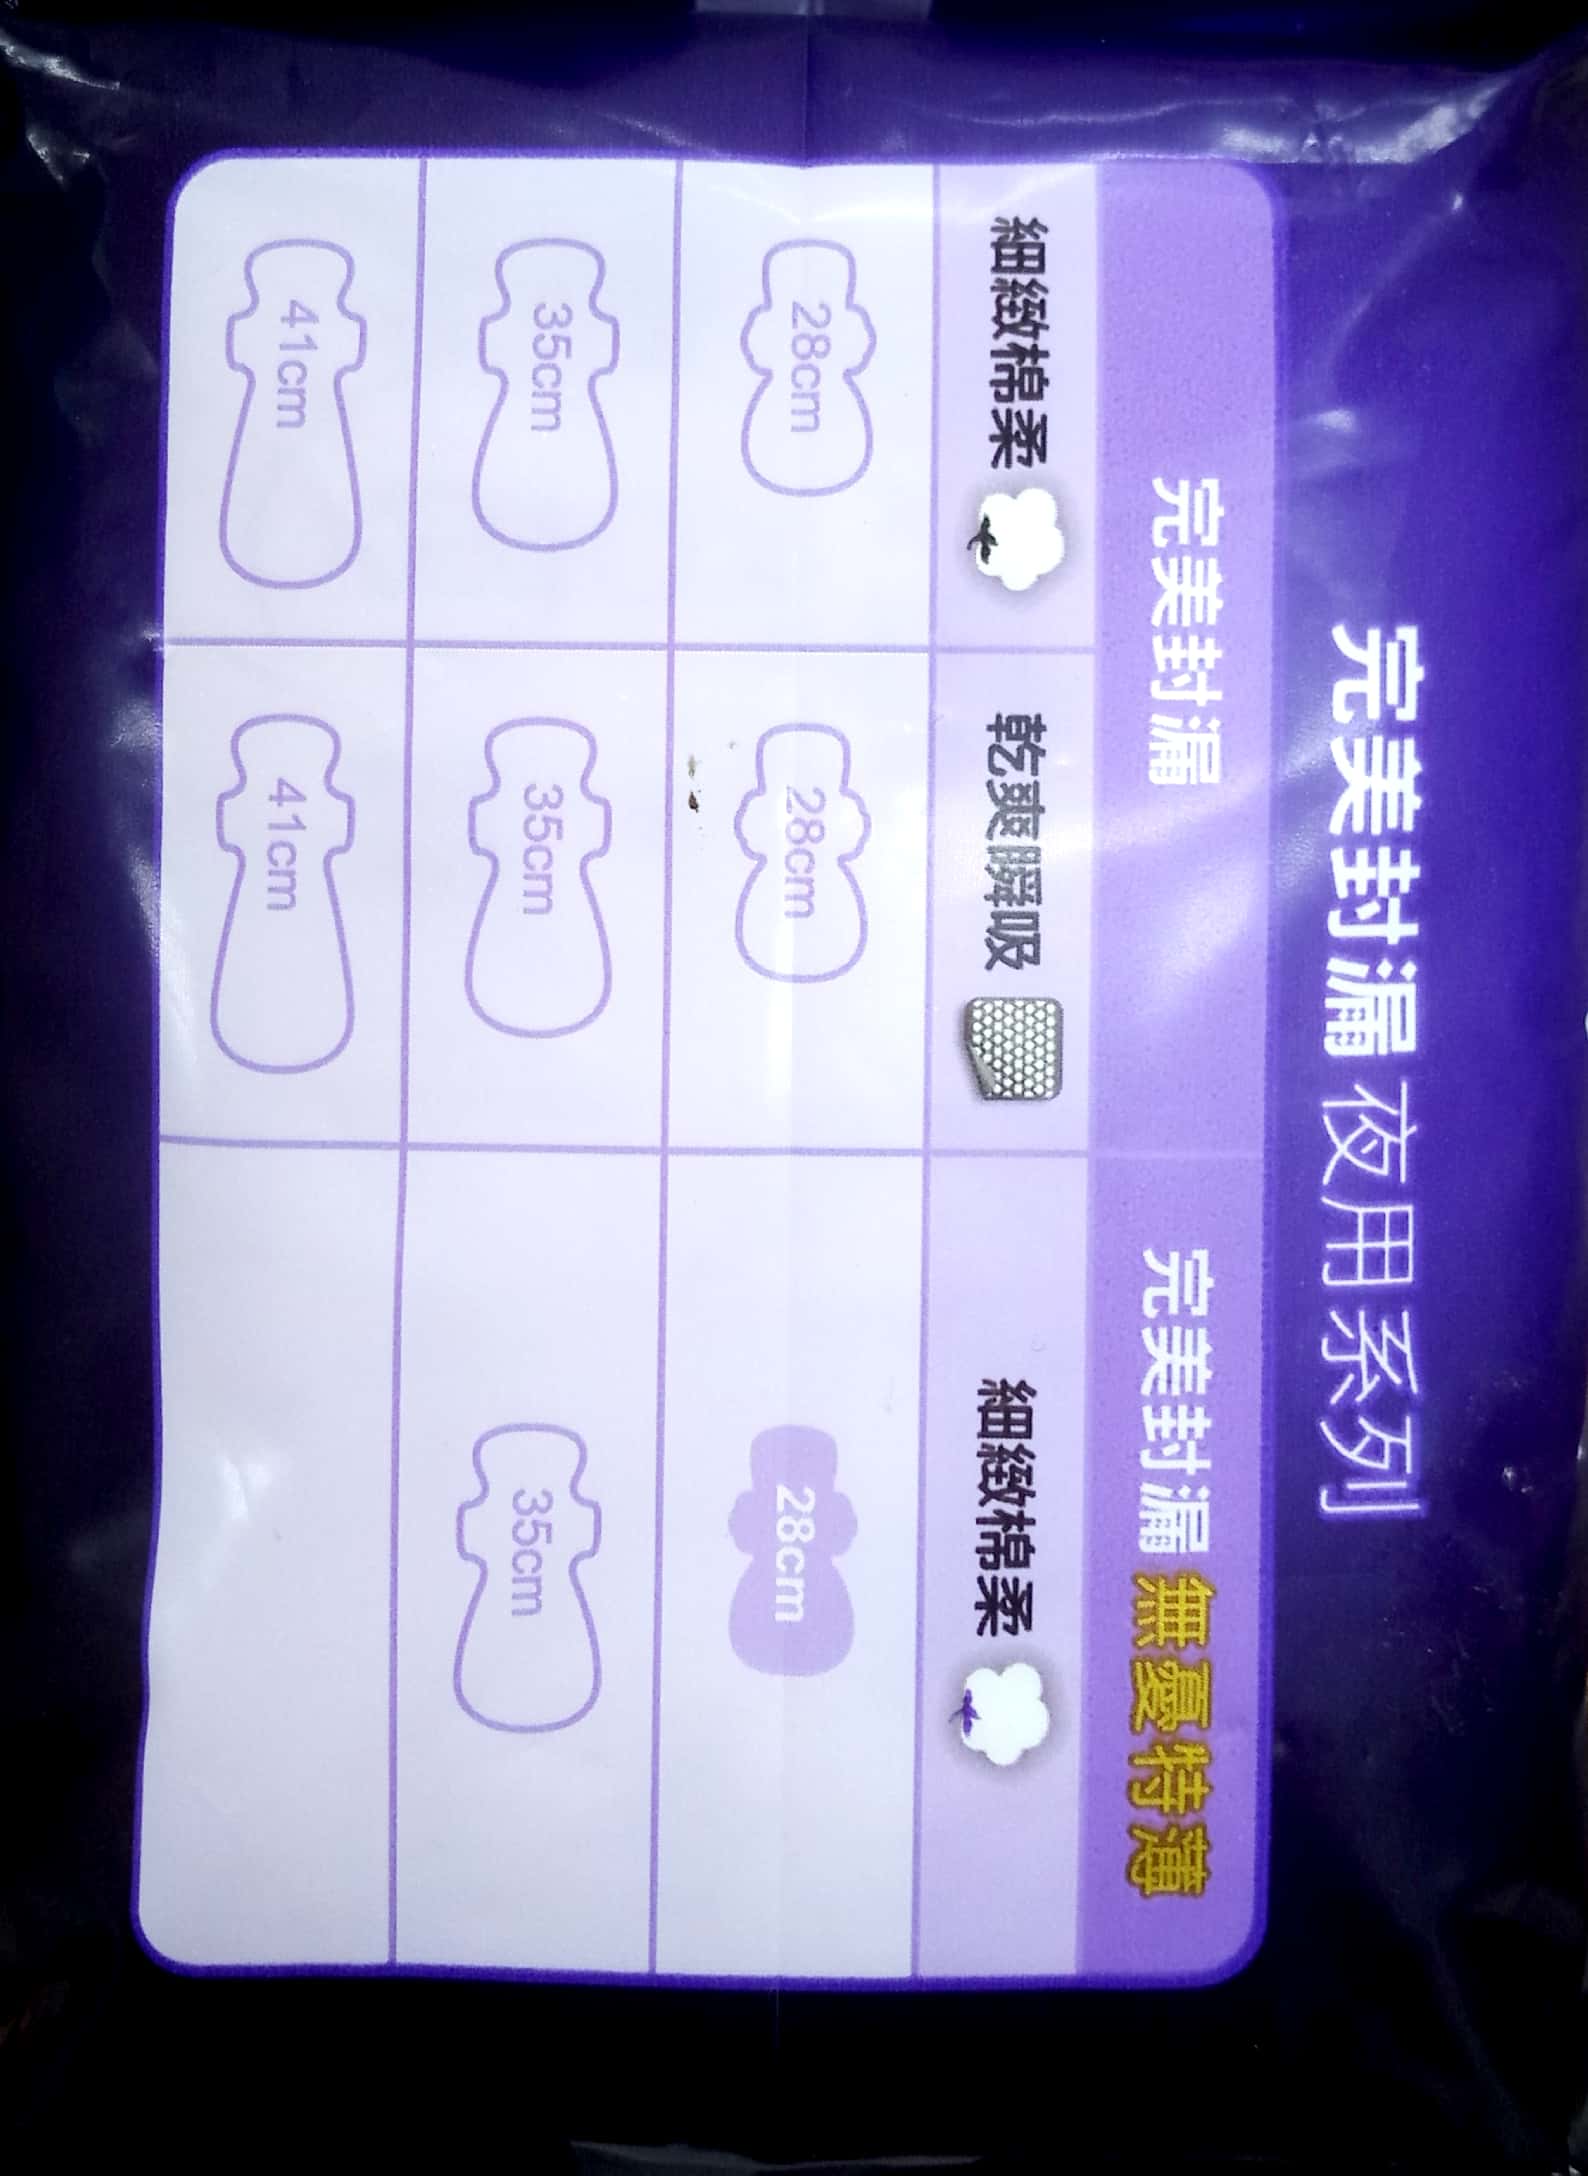 完美封漏 夜用系列
完美封漏 完美封漏 無憂特薄
細緻棉柔 乾爽瞬吸 細緻棉柔
28cm 28cm 28cm
35cm 35cm 35cm
41cm 41cm